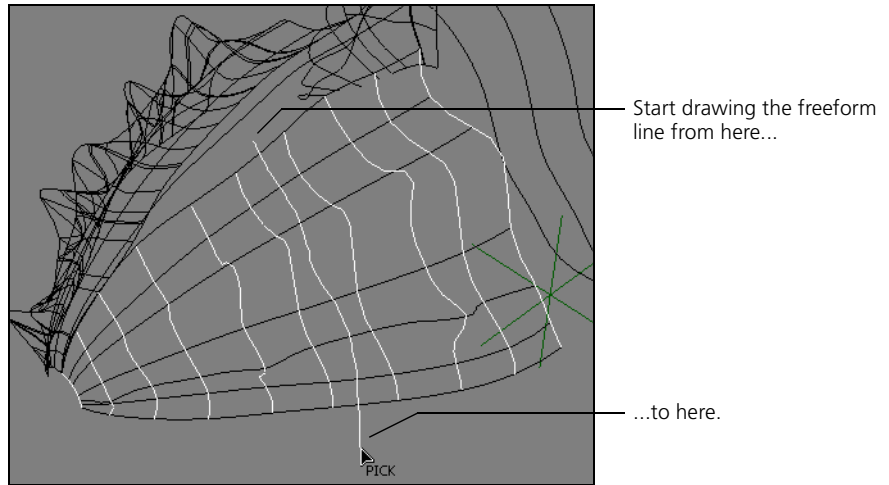 Start drawing the freeform
line from here...
...to here.
PICK